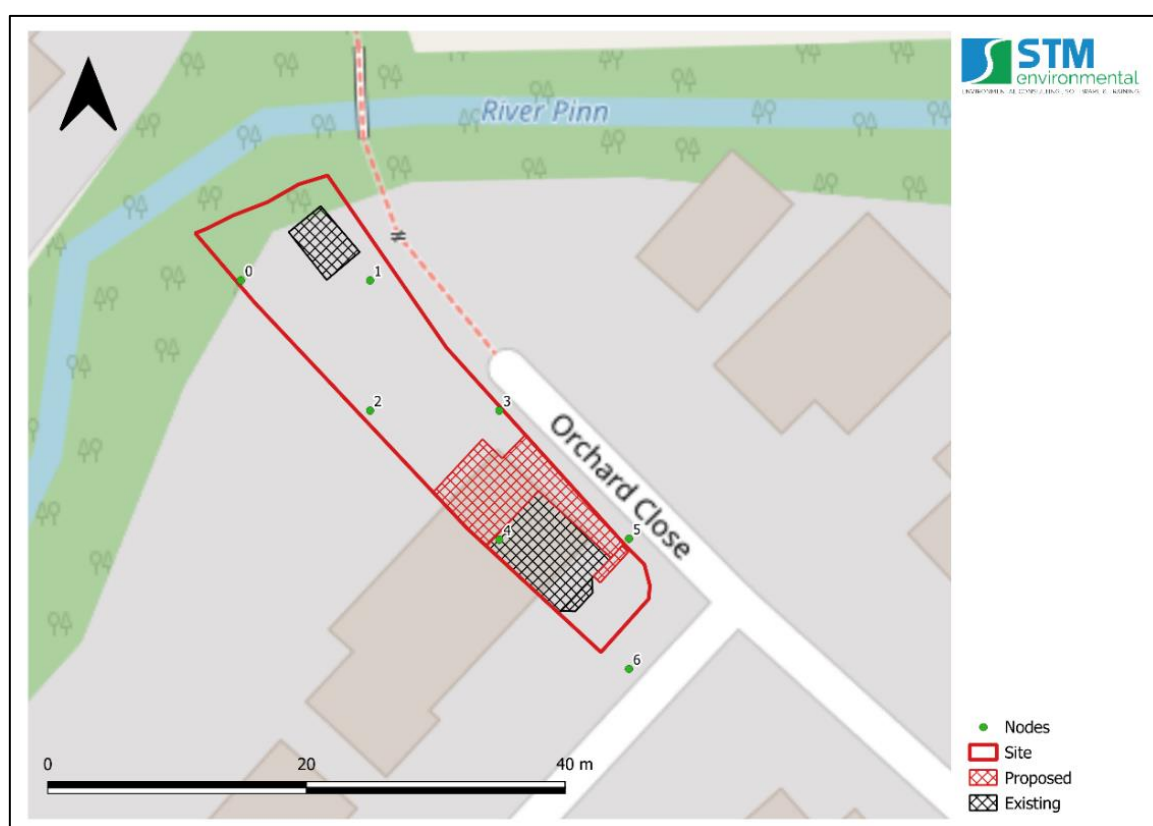 STM
environmental
River Pinn
0
1
2
3
Orchard Close
4
5
6
0 20 40 m
Nodes
Site
Proposed
Existing